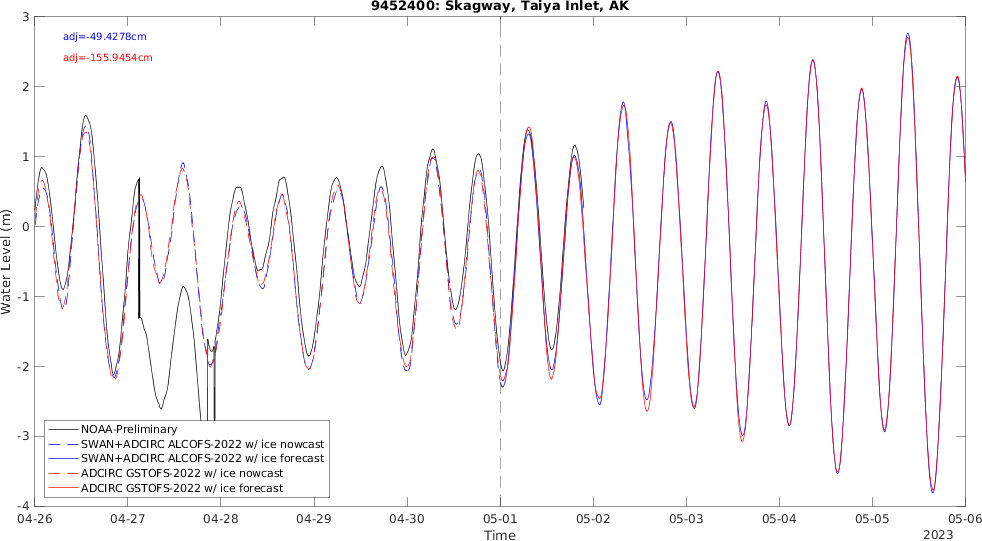 9452400: Skagway, Taiya Inlet, AK
adj=-49.4278cm
adj=-155.9454cm
Water Level (m)
3
2
1
0
-1
-2
-3
-4
NOAA-Preliminary
SWAN+ADCIRC ALCOFS-2022 w/ ice nowcast
SWAN+ADCIRC ALCOFS-2022 w/ ice forecast
ADCIRC GSTOFS-2022 w/ ice nowcast
ADCIRC GSTOFS-2022 w/ ice forecast
04-26 04-27 04-28 04-29 04-30 05-01 05-02 05-03 05-04 05-05 05-06
Time
2023